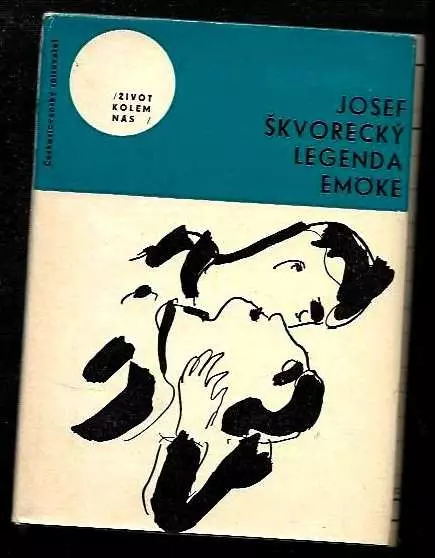 Československý spisovatel
/ŽIVOT
KOLEM
NÁS /
JOSEF
ŠKVORECKÝ
LEGENDA
EMÖKE